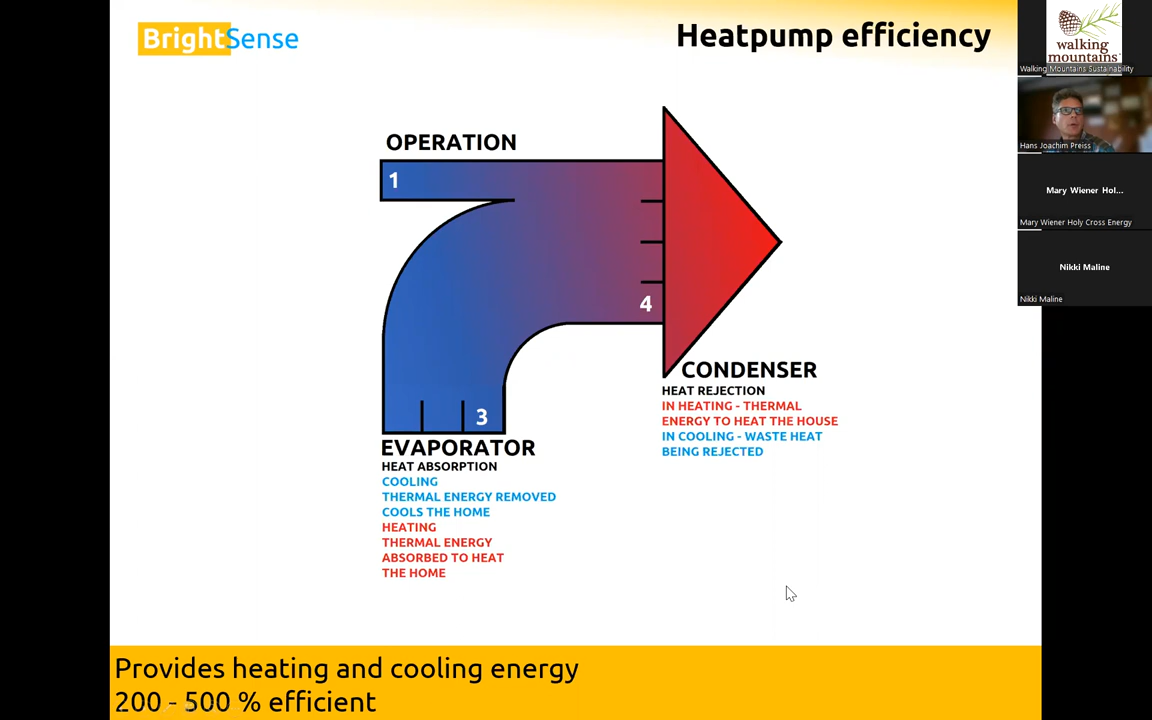 BrightSense
Heatpump efficiency
OPERATION
1
4
3
EVAPORATOR
HEAT ABSORPTION
COOLING
THERMAL ENERGY REMOVED
COOLS THE HOME
HEATING
THERMAL ENERGY
ABSORBED TO HEAT
THE HOME
CONDENSER
HEAT REJECTION
IN HEATING - THERMAL
ENERGY TO HEAT THE HOUSE
IN COOLING - WASTE HEAT
BEING REJECTED
Provides heating and cooling energy
200 - 500 % efficient
walking
mountains
Walking Mountains Sustainability
Hans Joachim Preiss
Mary Wiener Hol...
Mary Wiener Holy Cross Energy
Nikki Maline
Nikki Maline